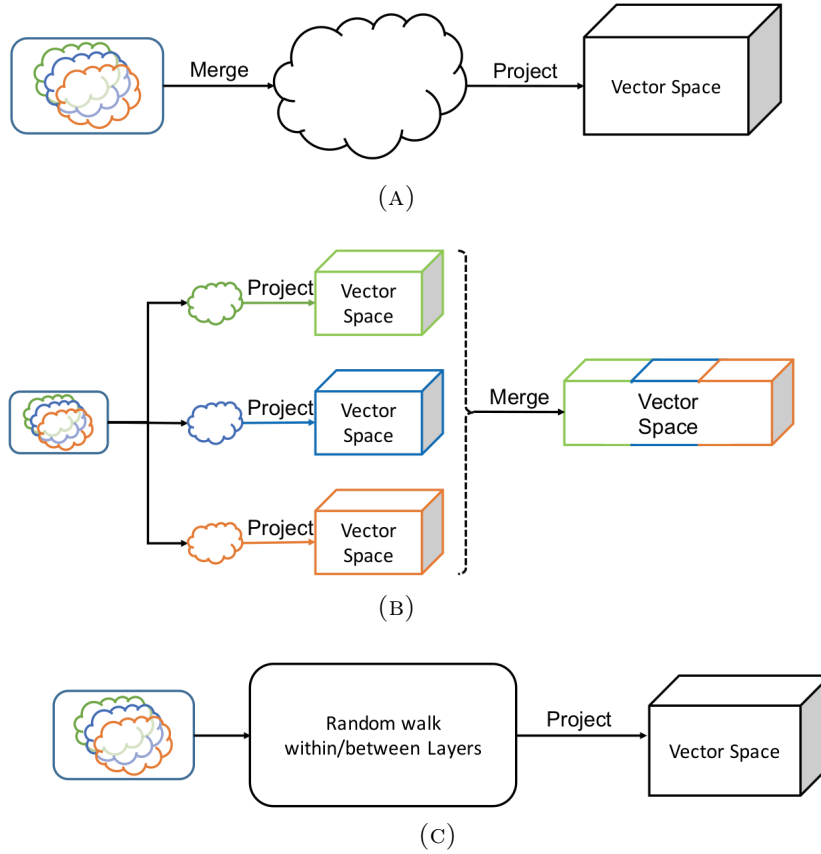 Merge
Project
Vector Space
(A)
Project
Vector
Space
Project
Vector
Space
Merge
Vector
Space
Project
Vector
Space
(B)
Random walk
within/between Layers
Project
Vector Space
(C)